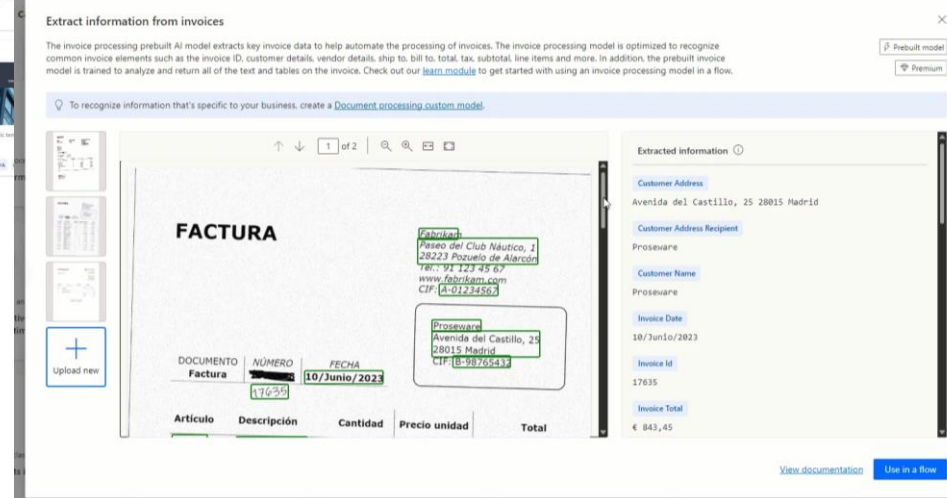 Extract information from invoices
The invoice processing prebuilt AI model extracts key invoice data to help automate the processing of invoices. The invoice processing model is optimized to recognize
common invoice elements such as the invoice ID, customer details, vendor details, ship to, bill to, total, tax, subtotal, line items and more. In addition, the prebuilt invoice
model is trained to analyze and return all of the text and tables on the invoice. Check out our learn module to get started with using an invoice processing model in a flow.
Prebuilt model
Premium
To recognize information that's specific to your business, create a Document processing custom model.
1 of 2
Upload new
FACTURA
Fabrikam
Paseo del Club Náutico, 1
28223 Pozuelo de Alarcón
Tel.: 91 123 45 67
www.fabrikam.com
CIF: A-01234567
Proseware
Avenida del Castillo, 25
28015 Madrid
CIF: B-98765432
DOCUMENTO NÚMERO FECHA
Factura 10/Junio/2023
17635
Artículo Descripción Cantidad Precio unidad Total
Extracted information
Customer Address
Avenida del Castillo, 25 28015 Madrid
Customer Address Recipient
Proseware
Customer Name
Proseware
Invoice Date
10/Junio/2023
Invoice Id
17635
Invoice Total
€ 843,45
View documentation
Use in a flow